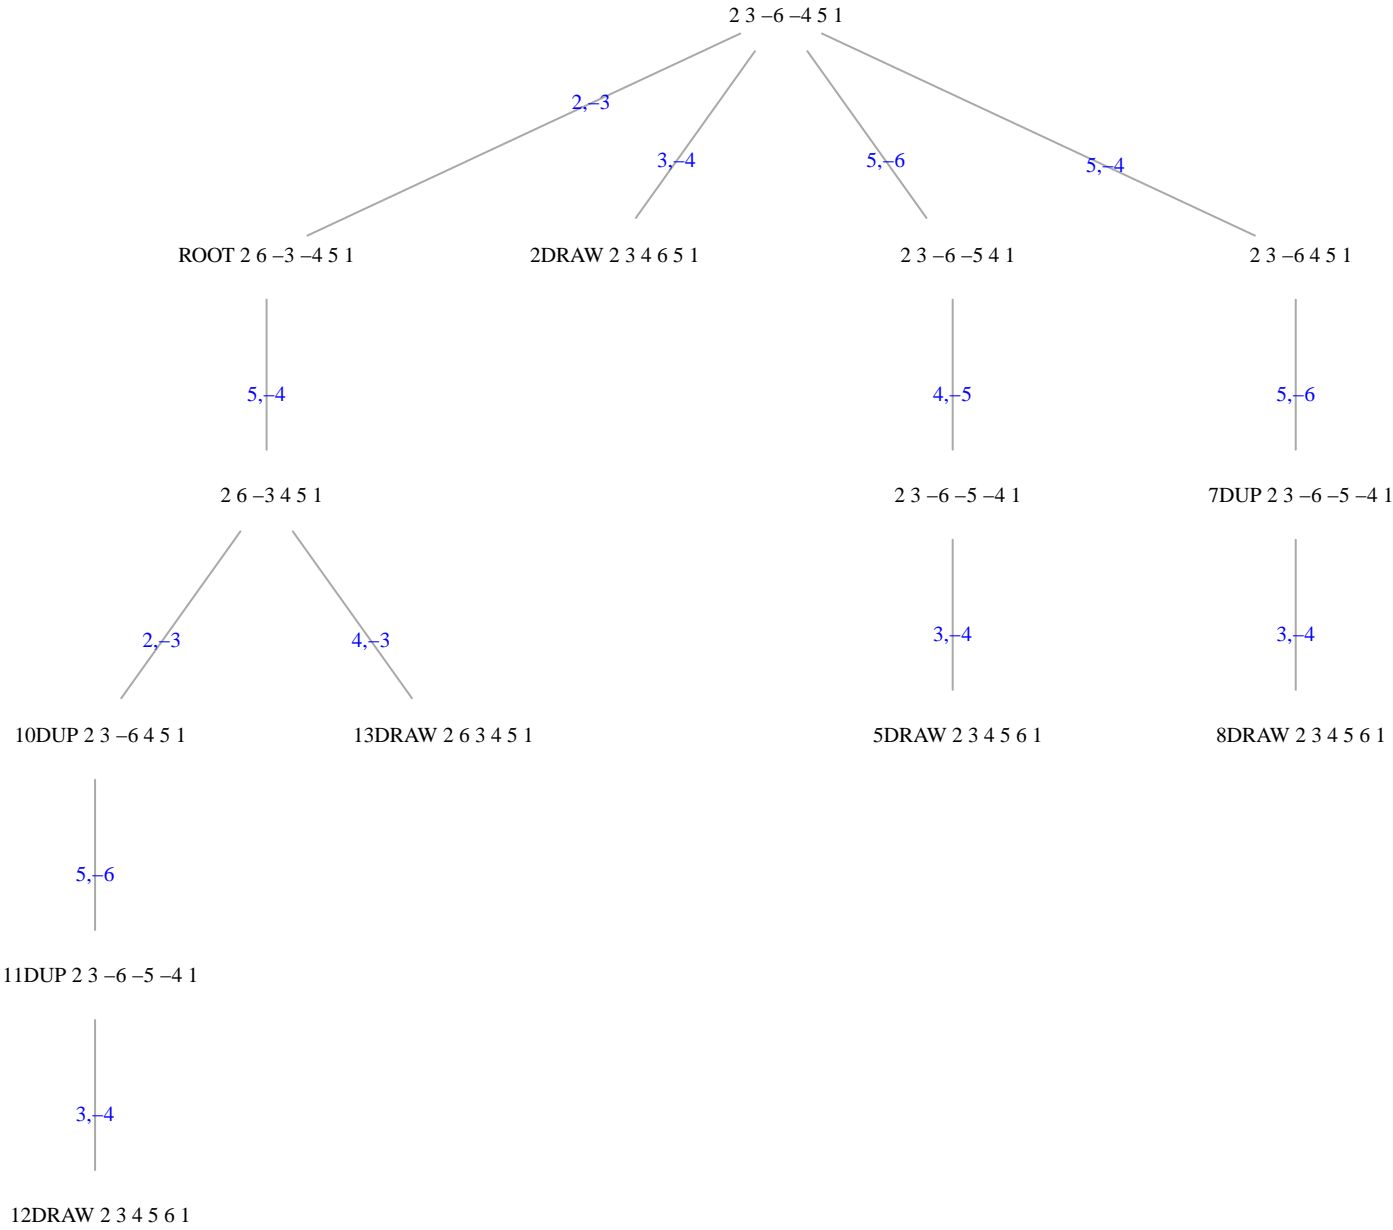 2 3 –6 –4 5 1
2,–3
3,–4
5,–6
5,–4
ROOT 2 6 –3 –4 5 1
2DRAW 2 3 4 6 5 1
2 3 –6 –5 4 1
2 3 –6 4 5 1
5,–4
4,–5
5,–6
2 6 –3 4 5 1
2 3 –6 –5 –4 1
7DUP 2 3 –6 –5 –4 1
2,–3
4,–3
3,–4
3,–4
10DUP 2 3 –6 4 5 1
13DRAW 2 6 3 4 5 1
5DRAW 2 3 4 5 6 1
8DRAW 2 3 4 5 6 1
5,–6
11DUP 2 3 –6 –5 –4 1
3,–4
12DRAW 2 3 4 5 6 1